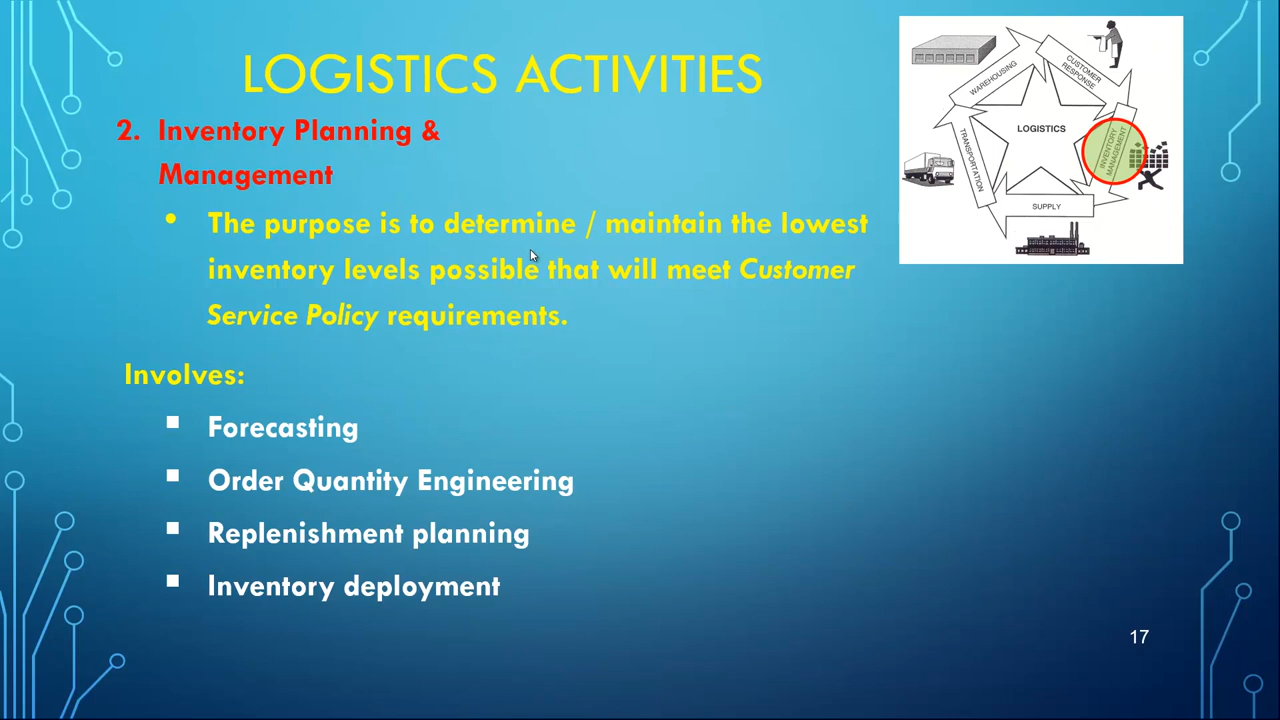 LOGISTICS ACTIVITIES
2. Inventory Planning &
Management
• The purpose is to determine / maintain the lowest
inventory levels possible that will meet Customer
Service Policy requirements.
Involves:
▪ Forecasting
▪ Order Quantity Engineering
▪ Replenishment planning
▪ Inventory deployment
WAREHOUSING
CUSTOMER
RESPONSE
LOGISTICS
INVENTORY
MANAGEMENT
TRANSPORTATION
SUPPLY
17